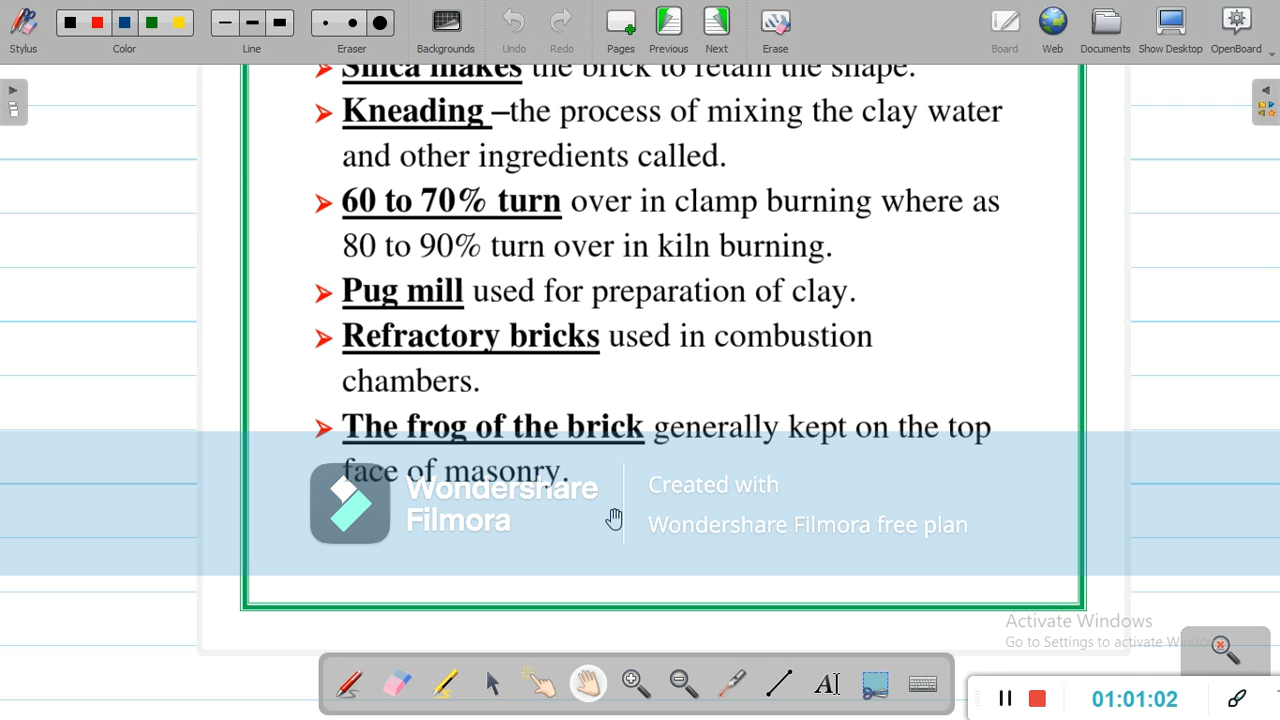 Stylus
Color
Line
Eraser
Backgrounds
Undo
Redo
Pages
Previous
Next
Erase
Board
Web
Documents
Show Desktop
OpenBoard
Silica makes the brick to retain the shape.
Kneading –the process of mixing the clay water
and other ingredients called.
60 to 70% turn over in clamp burning where as
80 to 90% turn over in kiln burning.
Pug mill used for preparation of clay.
Refractory bricks used in combustion
chambers.
The frog of the brick generally kept on the top
face of masonry.
Wondershare
Filmora
Created with
Wondershare Filmora free plan
Activate Windows
Go to Settings to activate Windows
01:01:02